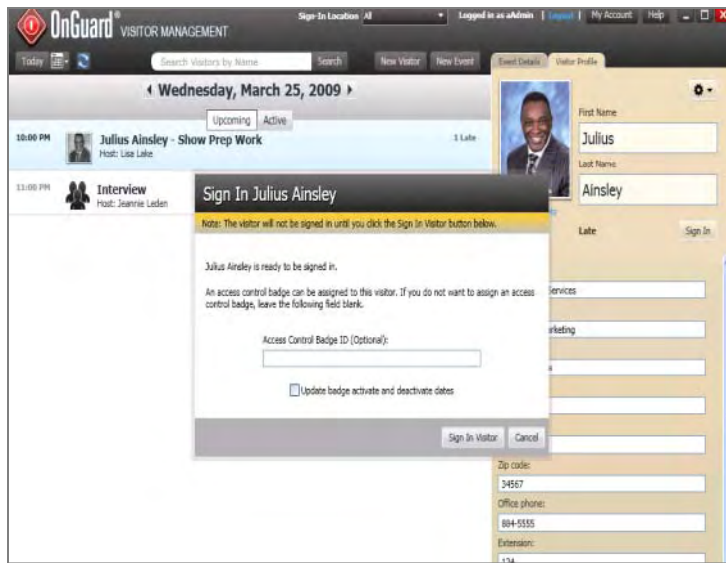 OnGuard® VISITOR MANAGEMENT
Sign-In Location All
Logged in as aAdmin | Logout | My Account Help
Today
Search Visitors by Name
Search
New Visitor
New Event
Event Details
Visitor Profile
Wednesday, March 25, 2009
Upcoming
Active
10:00 PM
Julius Ainsley - Show Prep Work
Host: Lisa Lake
1 Late
11:00 PM
Interview
Host: Jeannie Leden
First Name
Julius
Last Name
Ainsley
Late
Sign In
Sign In Julius Ainsley
Note: The visitor will not be signed in until you click the Sign In Visitor button below.
Julius Ainsley is ready to be signed in.
An access control badge can be assigned to this visitor. If you do not want to assign an access
control badge, leave the following field blank.
Access Control Badge ID (Optional):
Update badge activate and deactivate dates
Sign In Visitor
Cancel
Services
Zip code:
34567
Office phone:
884-5555
Extension: